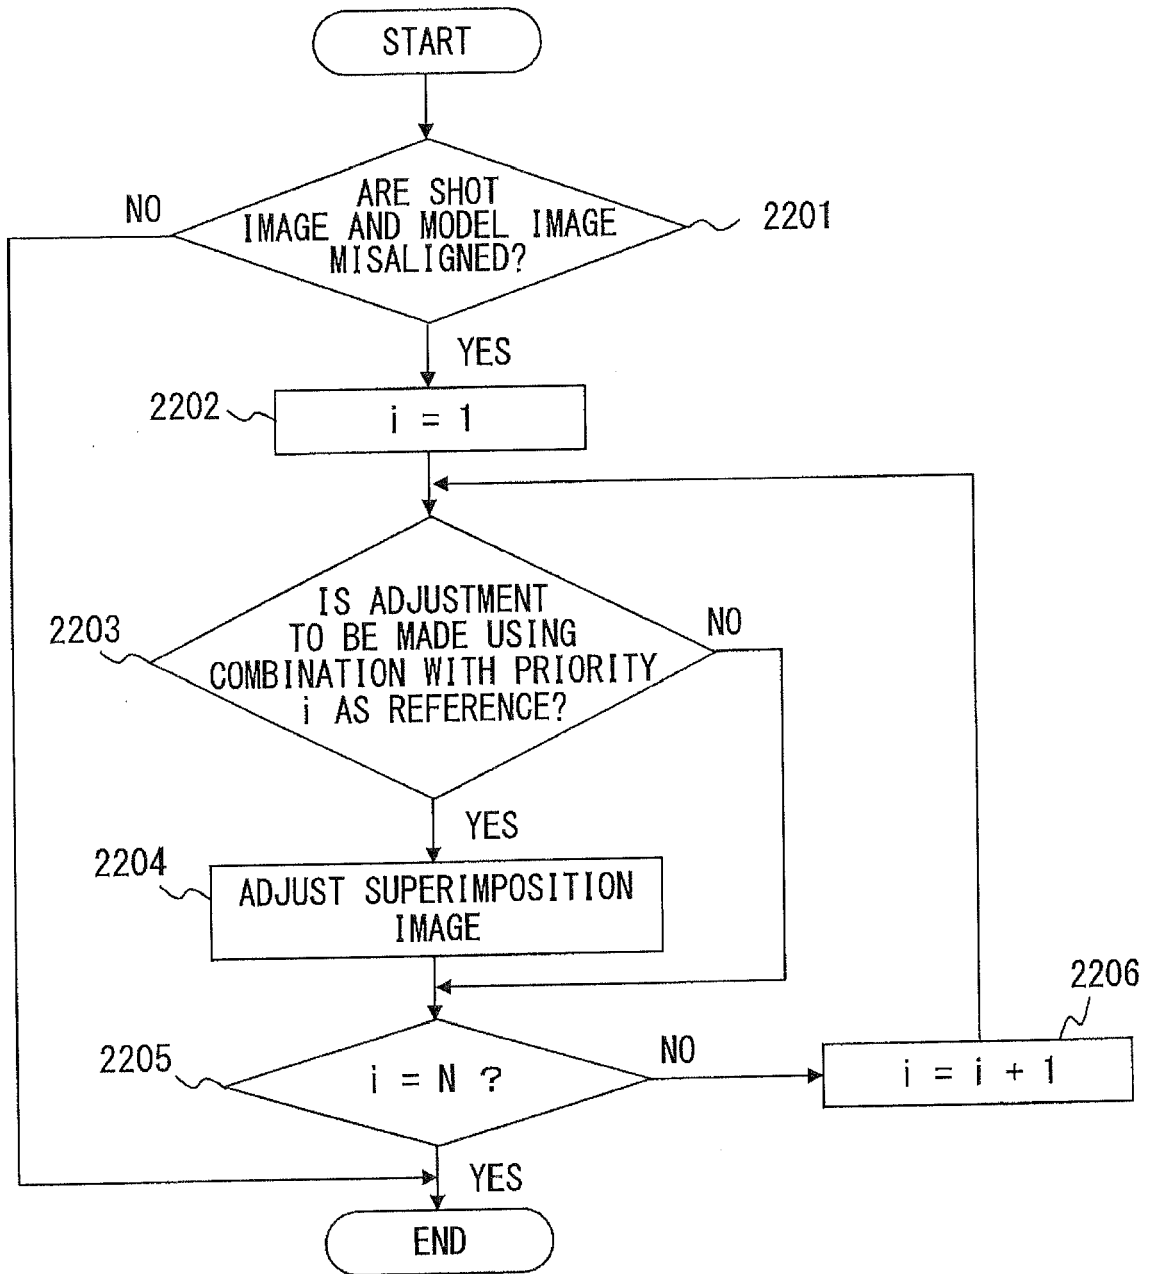 START
ARE SHOT
IMAGE AND MODEL IMAGE
MISALIGNED?
NO
2201
YES
2202
i = 1
2203
IS ADJUSTMENT
TO BE MADE USING
COMBINATION WITH PRIORITY
i AS REFERENCE?
NO
YES
2204
ADJUST SUPERIMPOSITION
IMAGE
2205
i = N ?
NO
2206
i = i + 1
YES
END